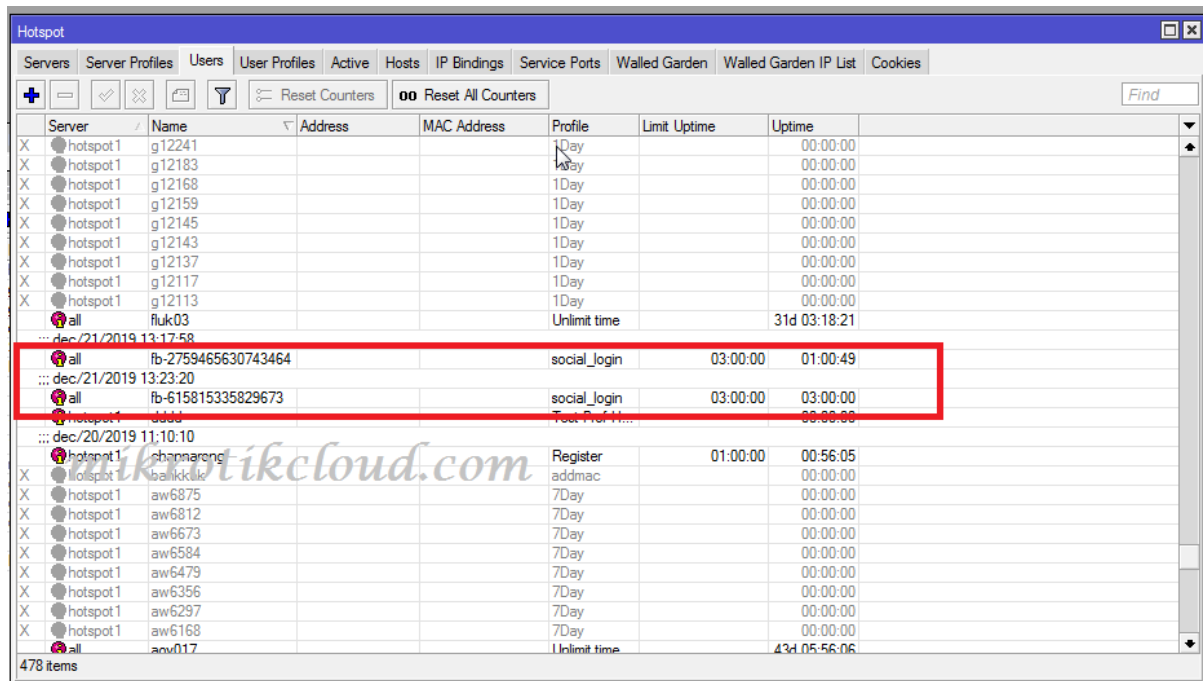 Hotspot
Servers Server Profiles Users User Profiles Active Hosts IP Bindings Service Ports Walled Garden Walled Garden IP List Cookies
Reset Counters 00 Reset All Counters Find
Server Name Address MAC Address Profile Limit Uptime Uptime
X hotspot1 g12241 1Day 00:00:00
X hotspot1 g12183 1Day 00:00:00
X hotspot1 g12168 1Day 00:00:00
X hotspot1 g12159 1Day 00:00:00
X hotspot1 g12145 1Day 00:00:00
X hotspot1 g12143 1Day 00:00:00
X hotspot1 g12137 1Day 00:00:00
X hotspot1 g12117 1Day 00:00:00
X hotspot1 g12113 1Day 00:00:00
all fluk03 Unlimit time 31d 03:18:21
::: dec/21/2019 13:17:58
all fb-2759465630743464 social_login 03:00:00 01:00:49
::: dec/21/2019 13:23:20
all fb-615815335829673 social_login 03:00:00 03:00:00
hotspot1 00:00:00
::: dec/20/2019 11:10:10
hotspot1 Register 01:00:00 00:56:05
mikrotikcloud.com
X hotspot1 addmac 00:00:00
X hotspot1 aw6875 7Day 00:00:00
X hotspot1 aw6812 7Day 00:00:00
X hotspot1 aw6673 7Day 00:00:00
X hotspot1 aw6584 7Day 00:00:00
X hotspot1 aw6479 7Day 00:00:00
X hotspot1 aw6356 7Day 00:00:00
X hotspot1 aw6297 7Day 00:00:00
X hotspot1 aw6168 7Day 00:00:00
all aoy017 Unlimit time 43d 05:56:06
478 items